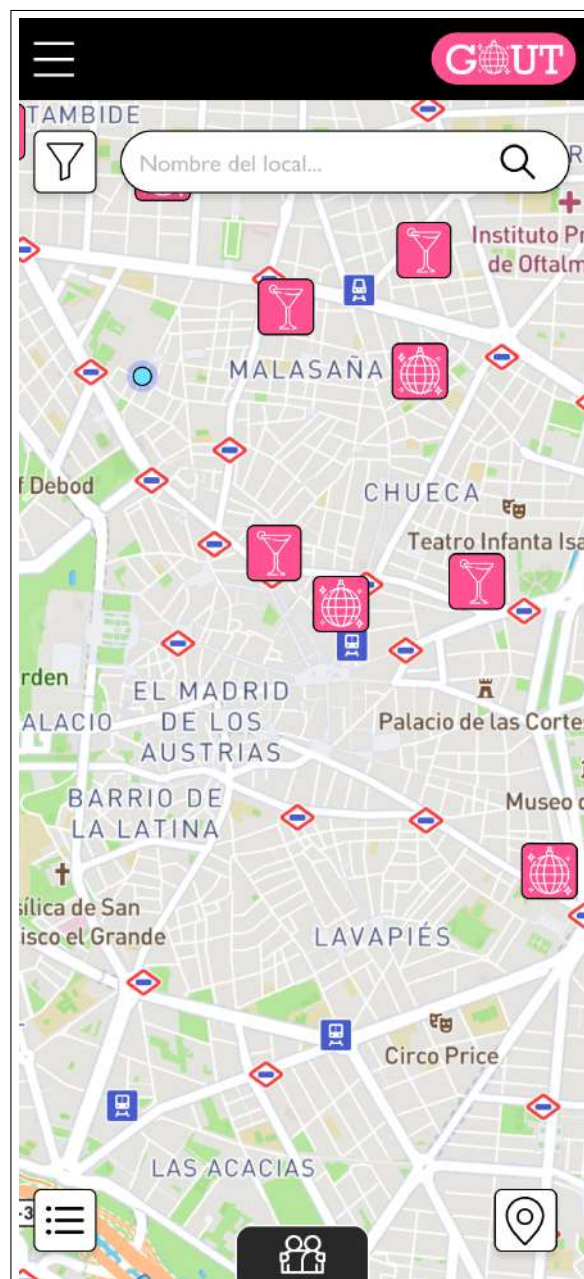 GOUT
TAMBIDE
Nombre del local...
Instituto Pr
de Oftalm
MALASAÑA
f Debod
CHUECA
Teatro Infanta Isa
rden
EL MADRID
DE LOS
AUSTRIAS
ALACIO
Palacio de las Corte
BARRIO DE
LA LATINA
Museo d
sílica de San
isco el Grande
LAVAPIÉS
Circo Price
LAS ACACIAS
-3